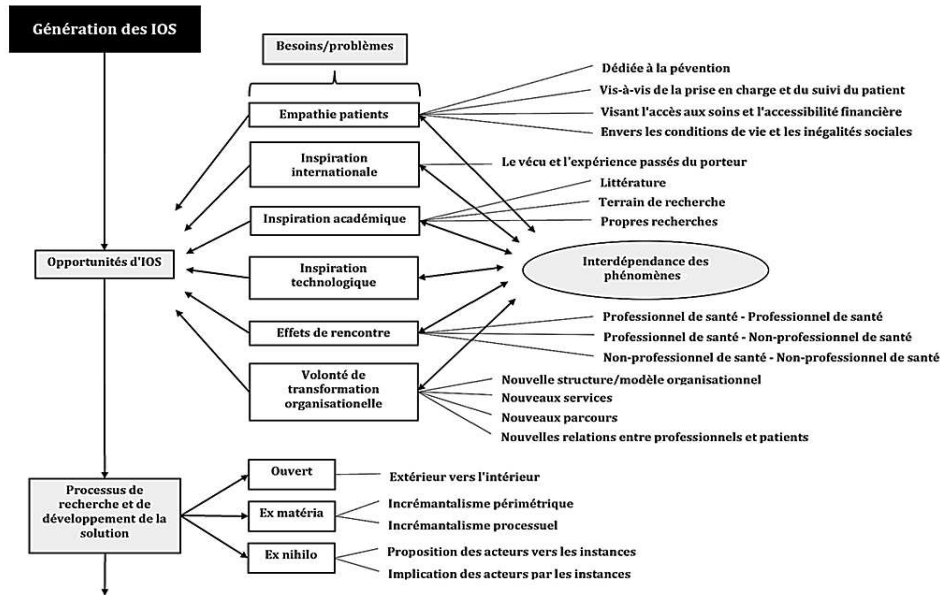 Génération des IOS
Besoins/problèmes
Empathie patients
Dédiée à la pévention
Vis-à-vis de la prise en charge et du suivi du patient
Visant l'accès aux soins et l'accessibilité financière
Envers les conditions de vie et les inégalités sociales
Inspiration
internationale
Le vécu et l'expérience passés du porteur
Inspiration académique
Littérature
Terrain de recherche
Propres recherches
Opportunités d'IOS
Inspiration
technologique
Interdépendance des
phénomènes
Effets de rencontre
Professionnel de santé - Professionnel de santé
Professionnel de santé - Non-professionnel de santé
Non-professionnel de santé - Non-professionnel de santé
Volonté de
transformation
organisationelle
Nouvelle structure/modèle organisationnel
Nouveaux services
Nouveaux parcours
Nouvelles relations entre professionnels et patients
Processus de
recherche et de
développement de la
solution
Ouvert
Extérieur vers l'intérieur
Ex matéria
Incrémantalisme périmétrique
Incrémantalisme processuel
Ex nihilo
Proposition des acteurs vers les instances
Implication des acteurs par les instances